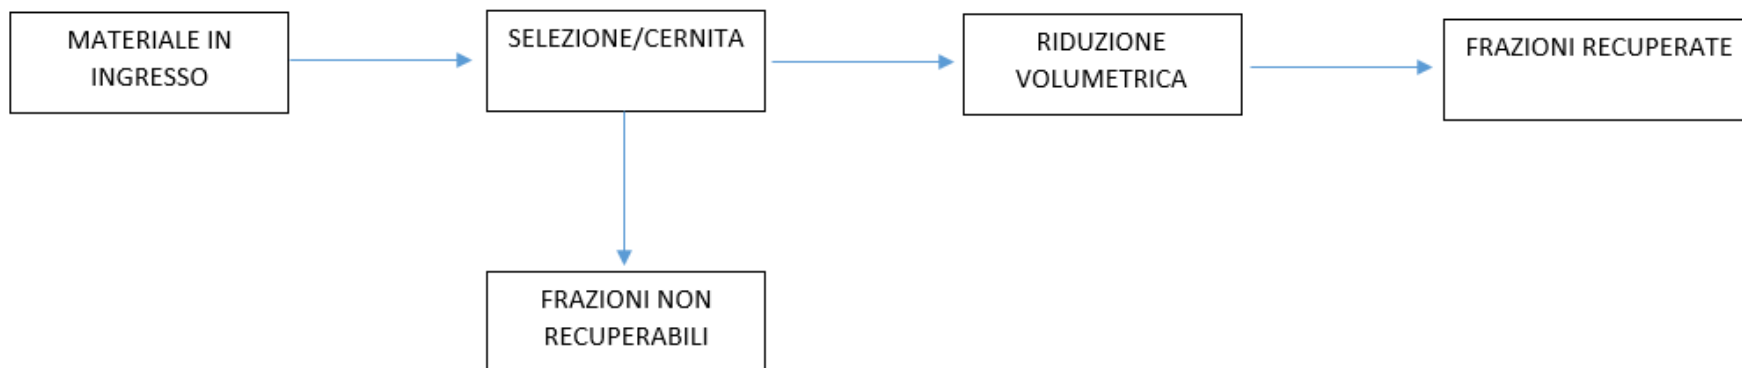 MATERIALE IN
INGRESSO
SELEZIONE/CERNITA
RIDUZIONE
VOLUMETRICA
FRAZIONI RECUPERATE
FRAZIONI NON
RECUPERABILI